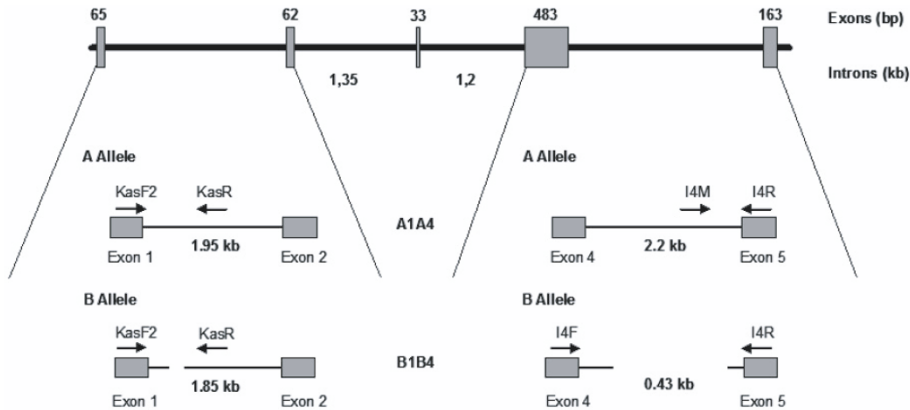 65 62 33 483 163 Exons (bp)
1,35 1,2 Introns (kb)
A Allele A Allele
KasF2 KasR I4M I4R
A1A4
1.95 kb 2.2 kb
Exon 1 Exon 2 Exon 4 Exon 5
B Allele B Allele
KasF2 KasR I4F I4R
B1B4
1.85 kb 0.43 kb
Exon 1 Exon 2 Exon 4 Exon 5